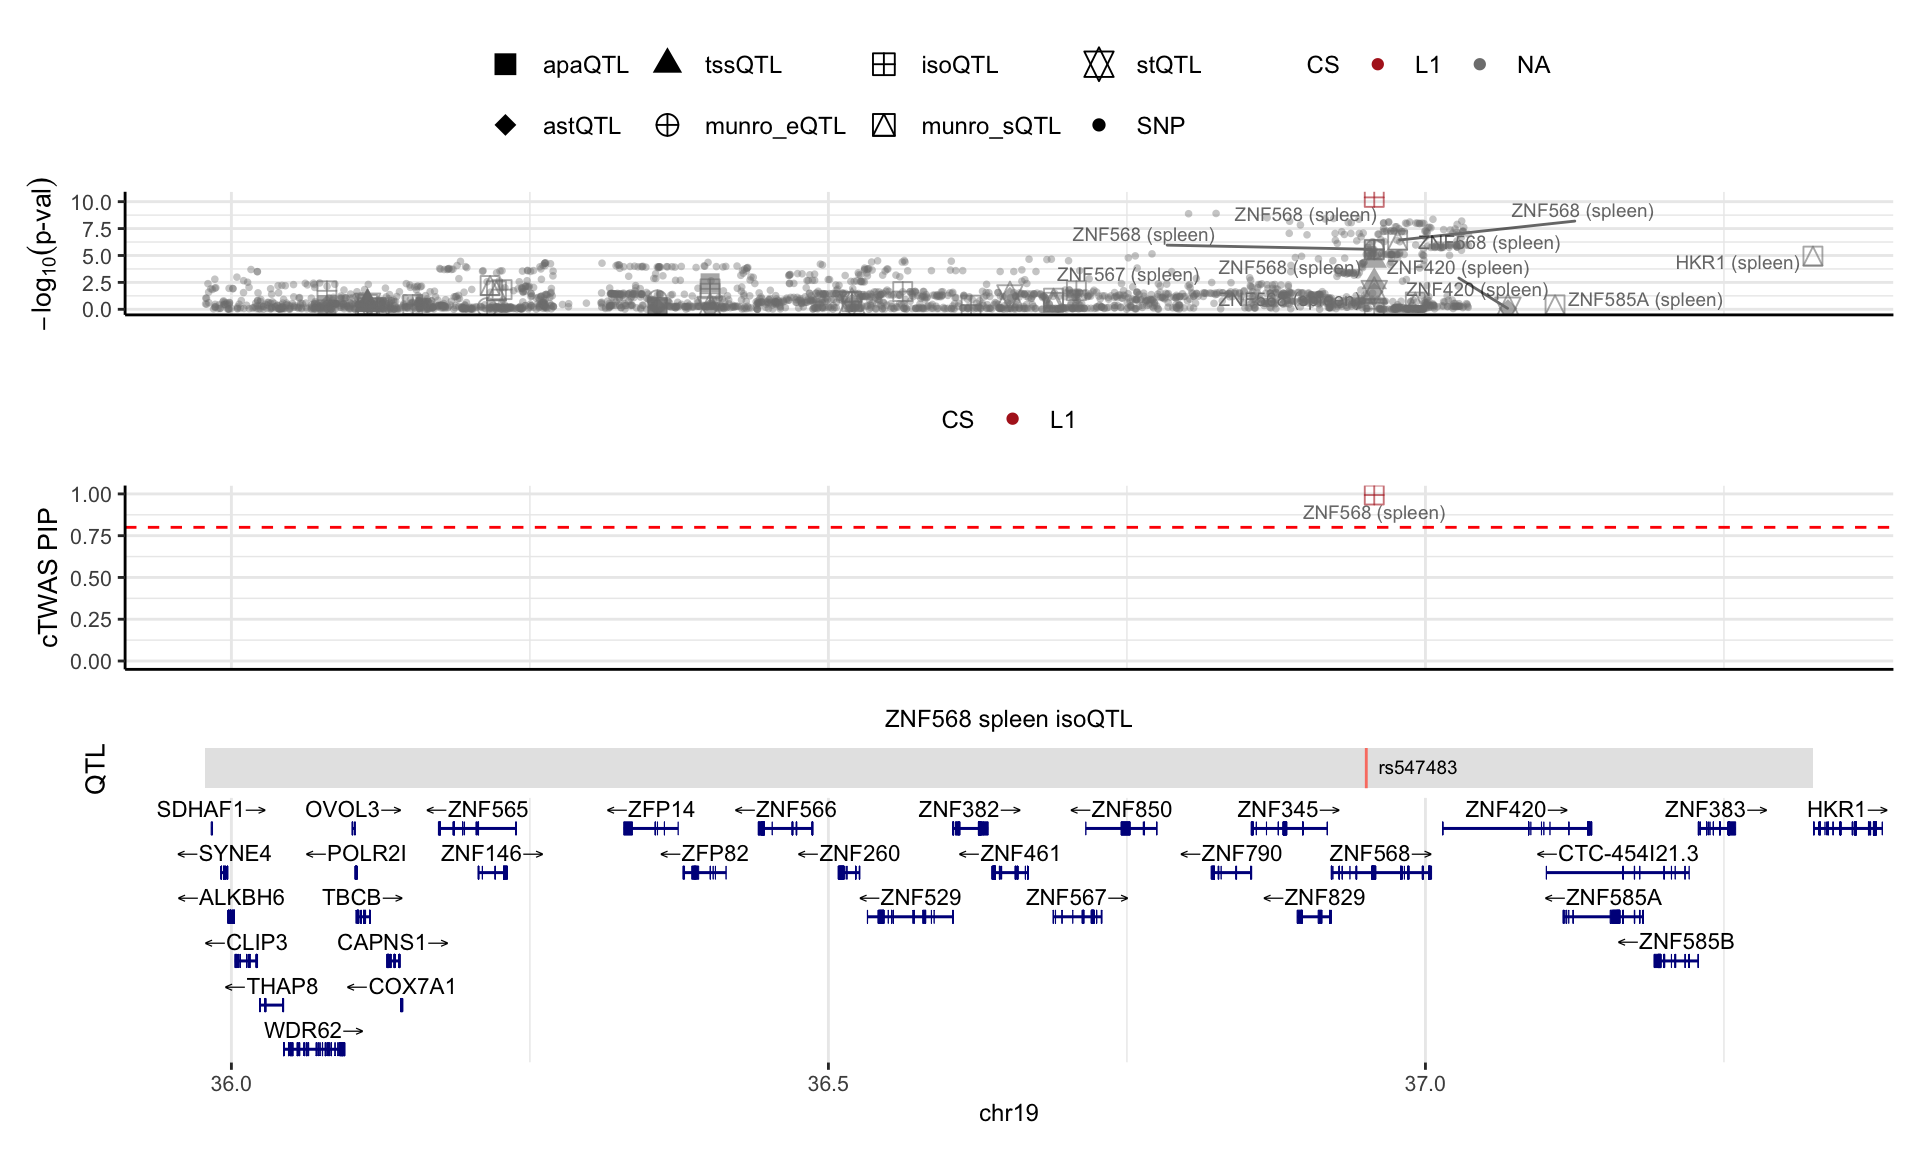 apaQTL tssQTL isoQTL stQTL CS L1 NA
astQTL munro_eQTL munro_sQTL SNP
−log10(p-val)
10.0
7.5
5.0
2.5
0.0
ZNF568 (spleen)
ZNF568 (spleen)
ZNF568 (spleen)
ZNF568 (spleen)
HKR1 (spleen)
ZNF567 (spleen)
ZNF568 (spleen)
ZNF420 (spleen)
ZNF420 (spleen)
ZNF568 (spleen)
ZNF585A (spleen)
CS L1
cTWAS PIP
1.00
0.75
0.50
0.25
0.00
ZNF568 (spleen)
ZNF568 spleen isoQTL
QTL
rs547483
SDHAF1→ OVOL3→ ←ZNF565 ←ZFP14 ←ZNF566 ZNF382→ ←ZNF850 ZNF345→ ZNF420→ ZNF383→ HKR1→
←SYNE4 ←POLR2I ZNF146→ ←ZFP82 ←ZNF260 ←ZNF461 ←ZNF790 ZNF568→ ←CTC-454I21.3
←ALKBH6 TBCB→ ←ZNF529 ZNF567→ ←ZNF829 ←ZNF585A
←CLIP3 CAPNS1→ ←ZNF585B
←THAP8 ←COX7A1
WDR62→
36.0 36.5 37.0
chr19